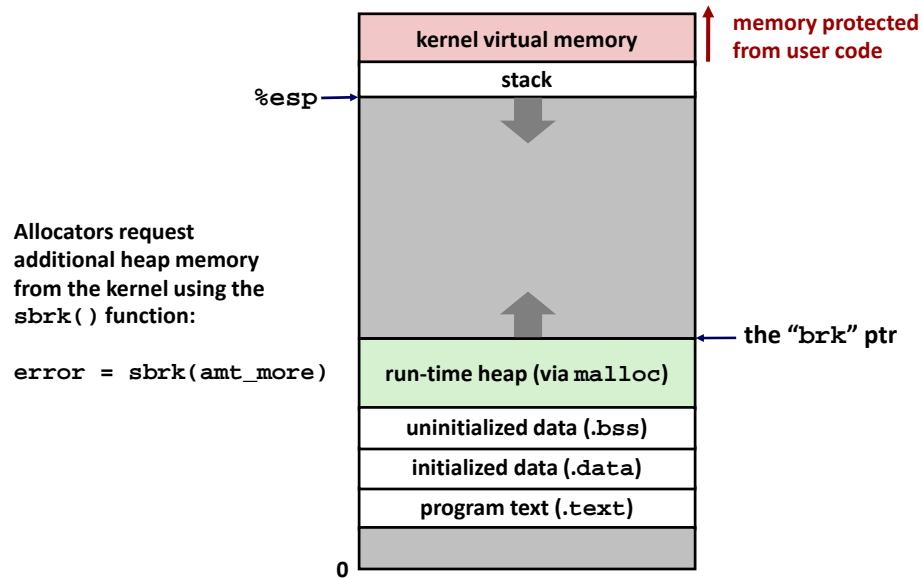 kernel virtual memory
memory protected
from user code
stack
%esp
Allocators request
additional heap memory
from the kernel using the
sbrk() function:
error = sbrk(amt_more)
the “brk” ptr
run-time heap (via malloc)
uninitialized data (.bss)
initialized data (.data)
program text (.text)
0